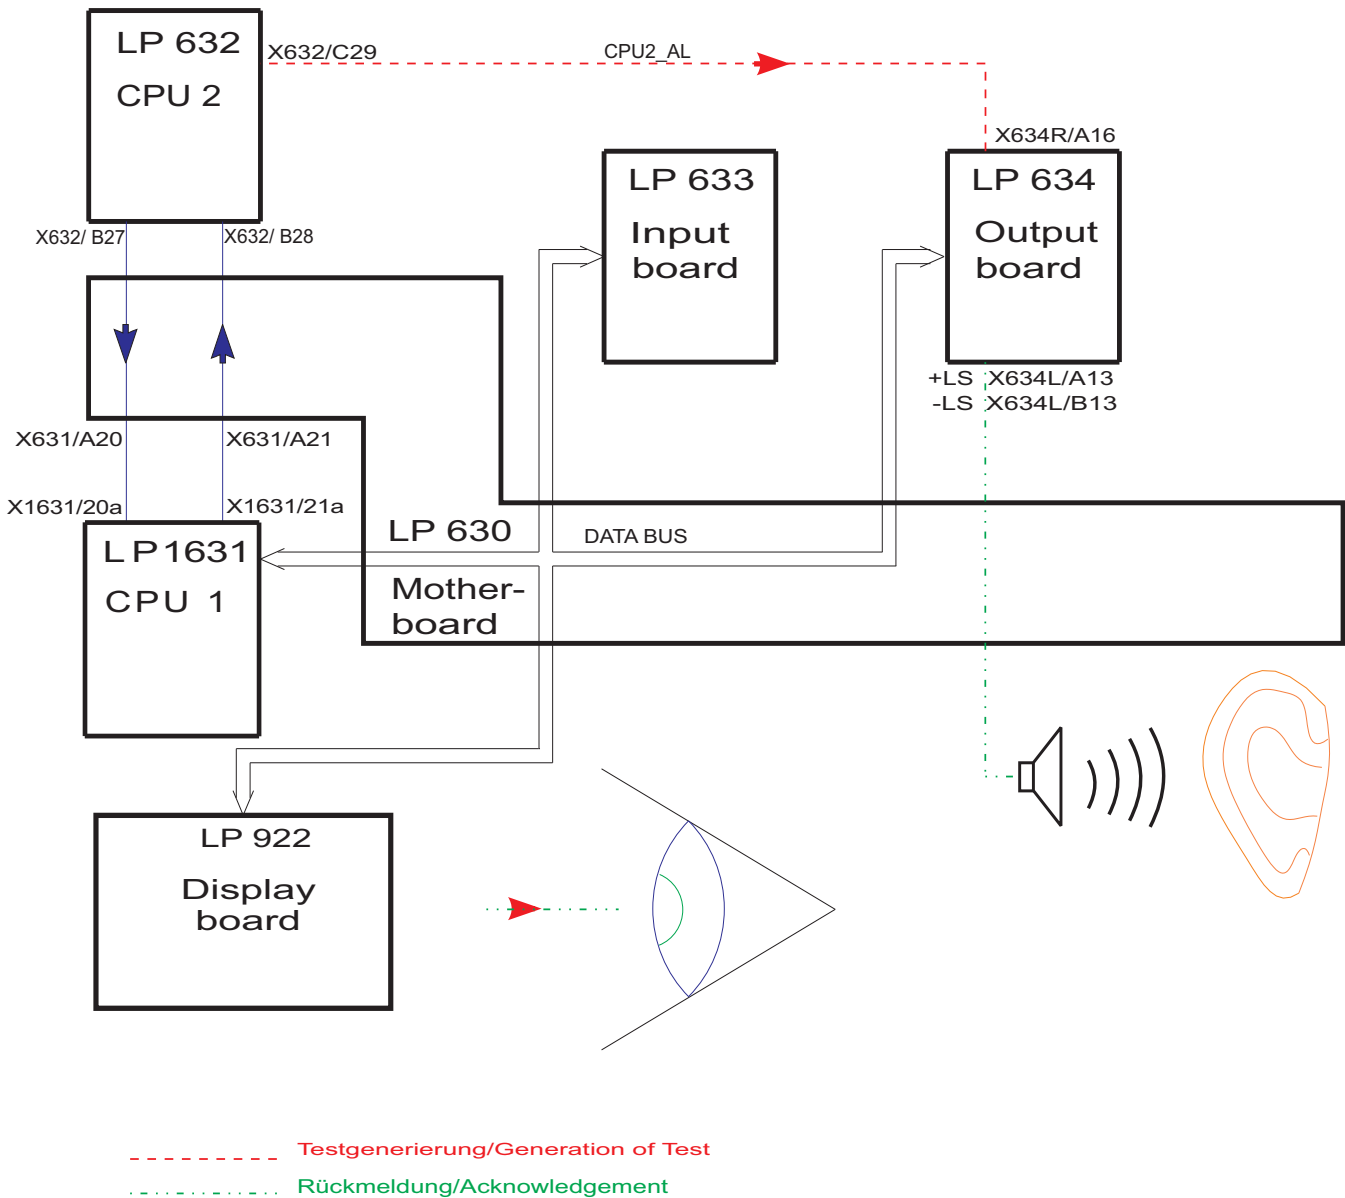 LP 632
CPU 2
X632/C29
CPU2_AL
X634R/A16
LP 633
Input
board
LP 634
Output
board
X632/ B27
X632/ B28
+LS X634L/A13
-LS X634L/B13
X631/A20
X631/A21
X1631/20a
X1631/21a
LP1631
CPU 1
LP 630
DATA BUS
Mother-
board
LP 922
Display
board
Testgenerierung/Generation of Test
Rückmeldung/Acknowledgement